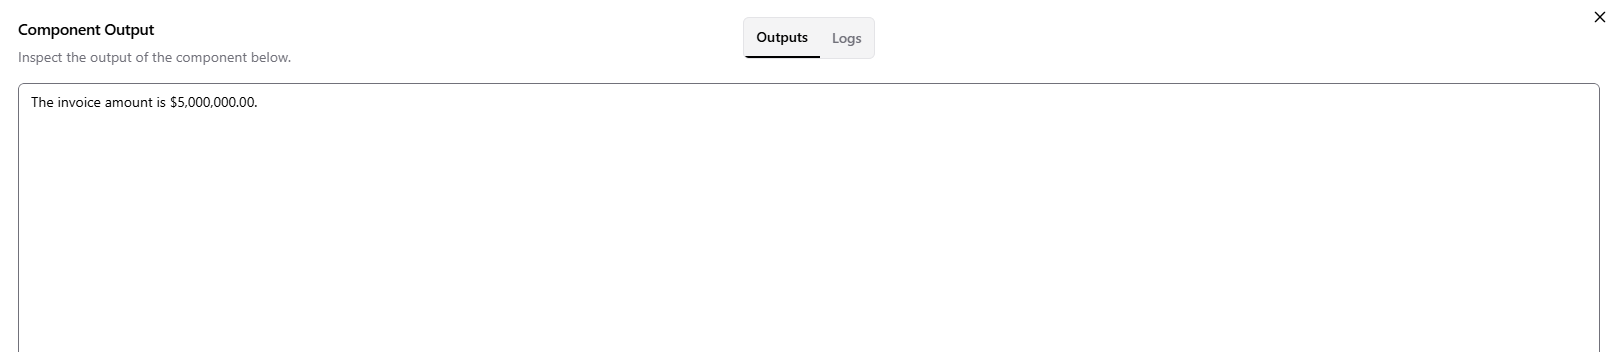 Component Output
Inspect the output of the component below.
Outputs
Logs
The invoice amount is $5,000,000.00.